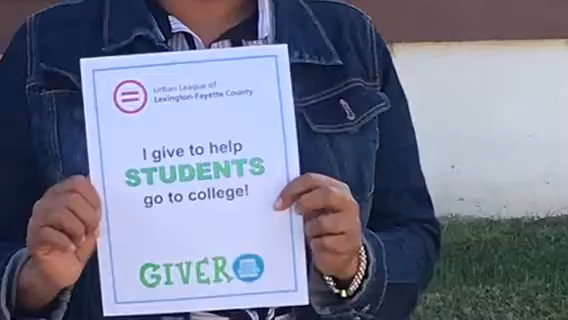 Urban League of
Lexington-Fayette County
I give to help
STUDENTS
go to college!
GIVER